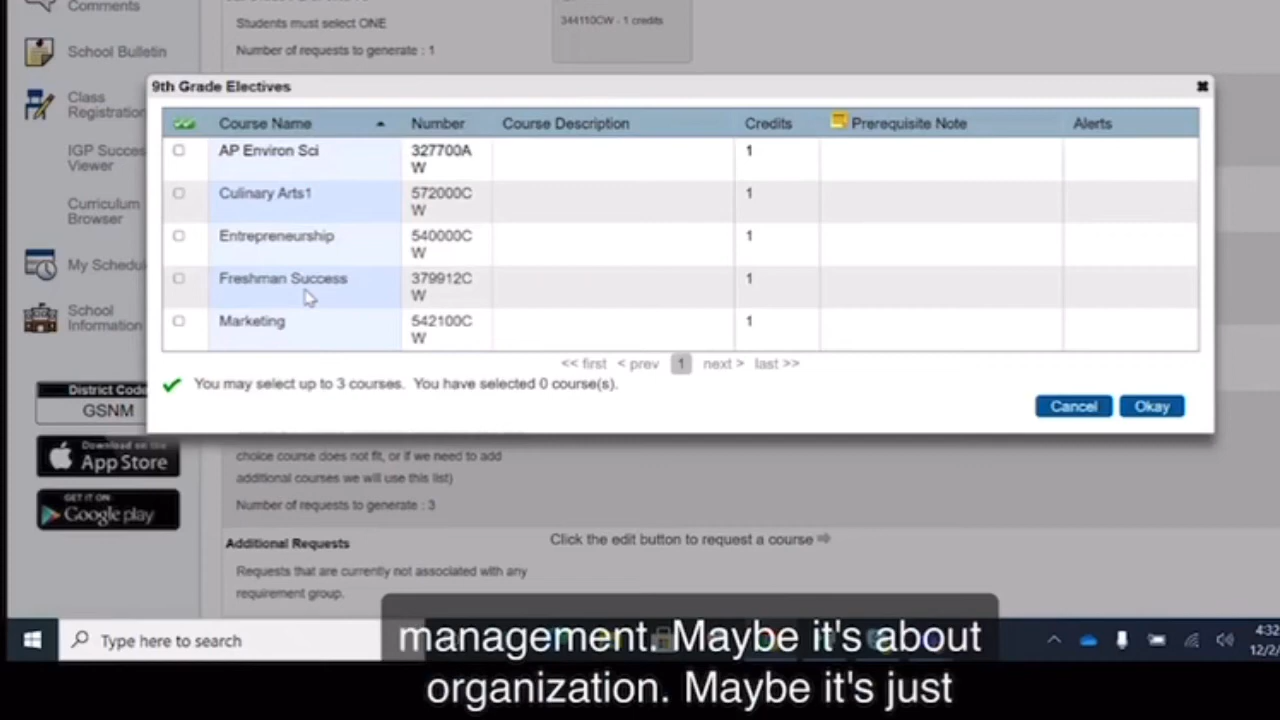 Comments
Students must select ONE
344110CW - 1 credits
Number of requests to generate : 1
School Bulletin
9th Grade Electives
Class
Registration
Course Name
Number
Course Description
Credits
Prerequisite Note
Alerts
AP Environ Sci
327700A
W
1
IGP Succes
Viewer
Culinary Arts1
572000C
W
1
Curriculum
Browser
Entrepreneurship
540000C
W
1
My Schedul
Freshman Success
379912C
W
1
School
Information
Marketing
542100C
W
1
<< first < prev 1 next > last >>
You may select up to 3 courses. You have selected 0 course(s).
District Code
GSNM
Cancel
Okay
Download on the
App Store
choice course does not fit, or if we need to add
additional courses we will use this list)
GET IT ON
Google play
Number of requests to generate : 3
Additional Requests
Click the edit button to request a course
Requests that are currently not associated with any
requirement group.
Type here to search
4:32
12/2/
management. Maybe it's about
organization. Maybe it's just